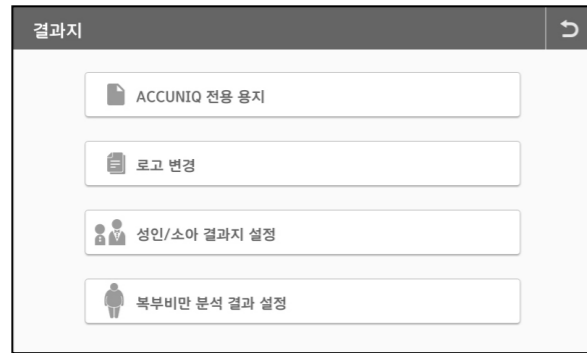 결과지
ACCUNIQ 전용 용지
로고 변경
성인/소아 결과지 설정
복부비만 분석 결과 설정